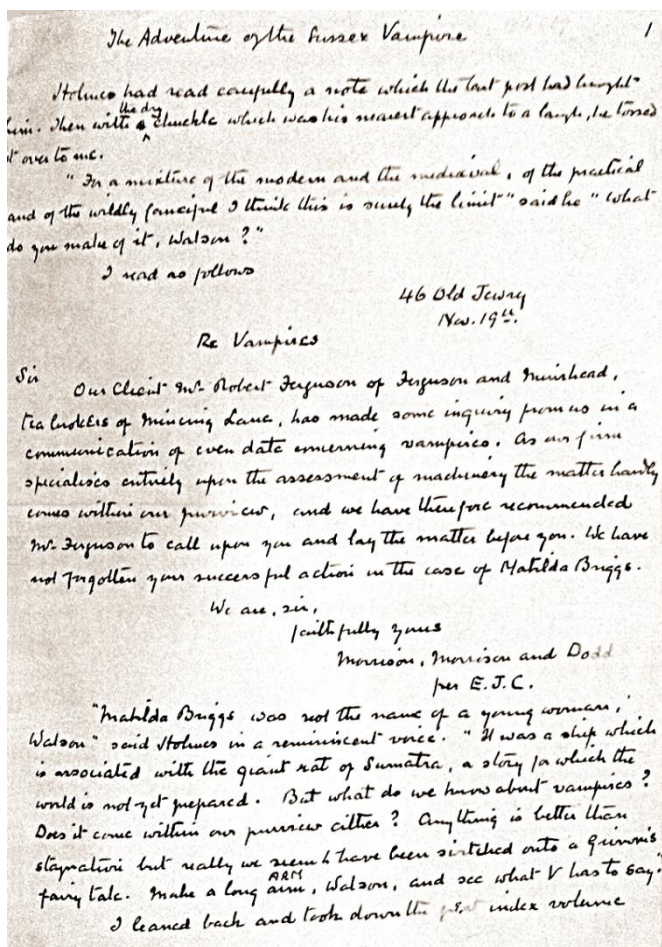 The Adventure of the Sussex Vampire 1
Holmes had read carefully a note which the last post had brought
him. Then with the dry chuckle which was his nearest approach to a laugh, he tossed
it over to me.
"For a mixture of the modern and the mediaeval, of the practical
and of the wildly fanciful I think this is surely the limit" said he "What
do you make of it, Watson?"
I read as follows
46 Old Jewry
Nov. 19th.
Re Vampires
Sir
Our Client Mr. Robert Ferguson of Ferguson and Muirhead,
tea brokers of Mincing Lane, has made some inquiry from us in a
communication of even date concerning vampires. As our firm
specialises entirely upon the assessment of machinery the matter hardly
comes within our purview, and we have therefore recommended
Mr. Ferguson to call upon you and lay the matter before you. We have
not forgotten your successful action in the case of Matilda Briggs.
We are, sir,
faithfully yours
Morrison, Morrison and Dodd
per E.J.C.
"Matilda Briggs was not the name of a young woman,
Watson" said Holmes in a reminiscent voice. "It was a ship which
is associated with the giant rat of Sumatra, a story for which the
world is not yet prepared. But what do we know about vampires?
Does it come within our purview either? Anything is better than
stagnation but really we seem to have been switched onto a Grimm's
fairy tale. Make a long arm ARM, Watson, and see what V has to say."
I leaned back and took down the index volume